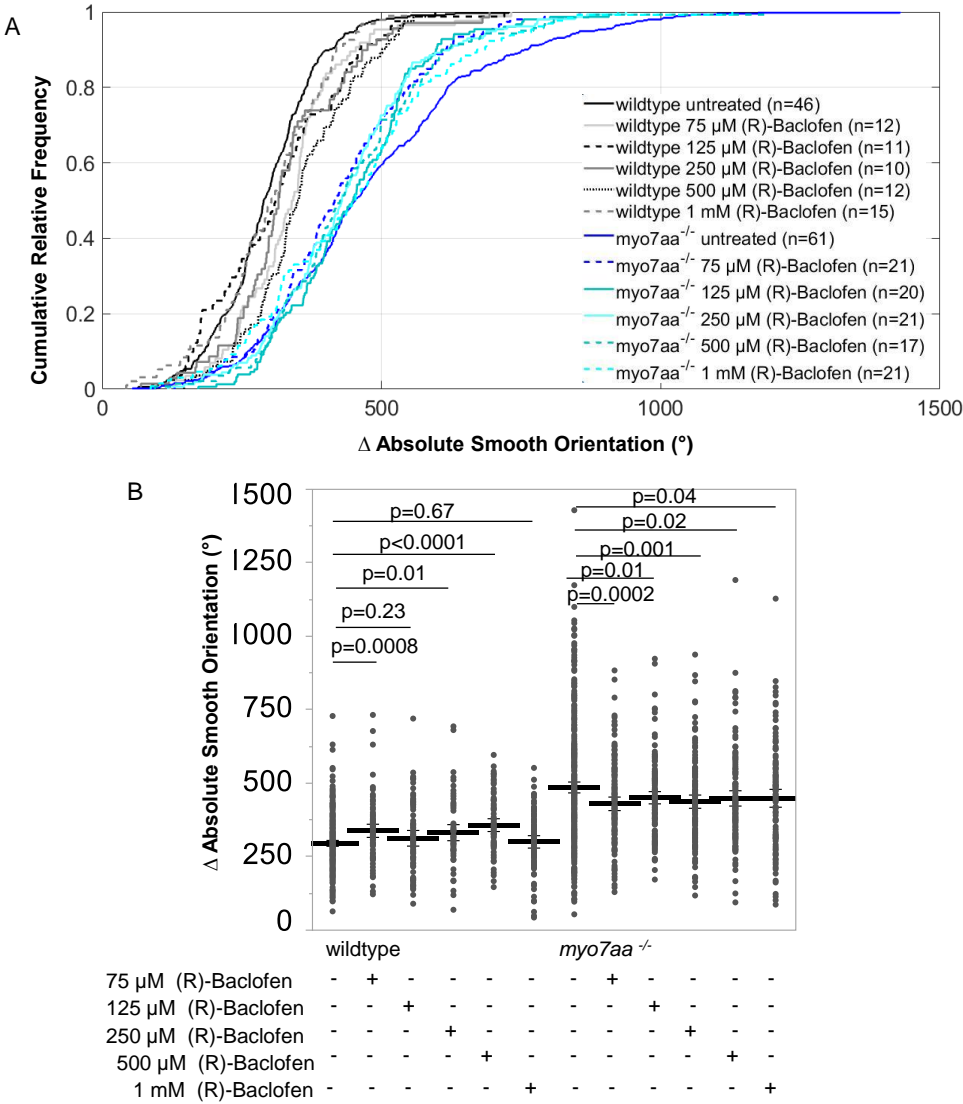 A
1
0.8
0.6
0.4
0.2
0
Cumulative Relative Frequency
wildtype untreated (n=46)
wildtype 75 µM (R)-Baclofen (n=12)
wildtype 125 µM (R)-Baclofen (n=11)
wildtype 250 µM (R)-Baclofen (n=10)
wildtype 500 µM (R)-Baclofen (n=12)
wildtype 1 mM (R)-Baclofen (n=15)
myo7aa-/- untreated (n=61)
myo7aa-/- 75 µM (R)-Baclofen (n=21)
myo7aa-/- 125 µM (R)-Baclofen (n=20)
myo7aa-/- 250 µM (R)-Baclofen (n=21)
myo7aa-/- 500 µM (R)-Baclofen (n=17)
myo7aa-/- 1 mM (R)-Baclofen (n=21)
0 500 1000 1500
Δ Absolute Smooth Orientation (°)
B
1500
1250
1000
750
500
250
0
Δ Absolute Smooth Orientation (°)
p=0.67
p<0.0001
p=0.01
p=0.23
p=0.0008
p=0.04
p=0.02
p=0.001
p=0.01
p=0.0002
wildtype myo7aa -/-
75 µM (R)-Baclofen - + - - - - - + - - - -
125 µM (R)-Baclofen - - + - - - - - + - - -
250 µM (R)-Baclofen - - - + - - - - - + - -
500 µM (R)-Baclofen - - - - + - - - - - + -
1 mM (R)-Baclofen - - - - - + - - - - - +